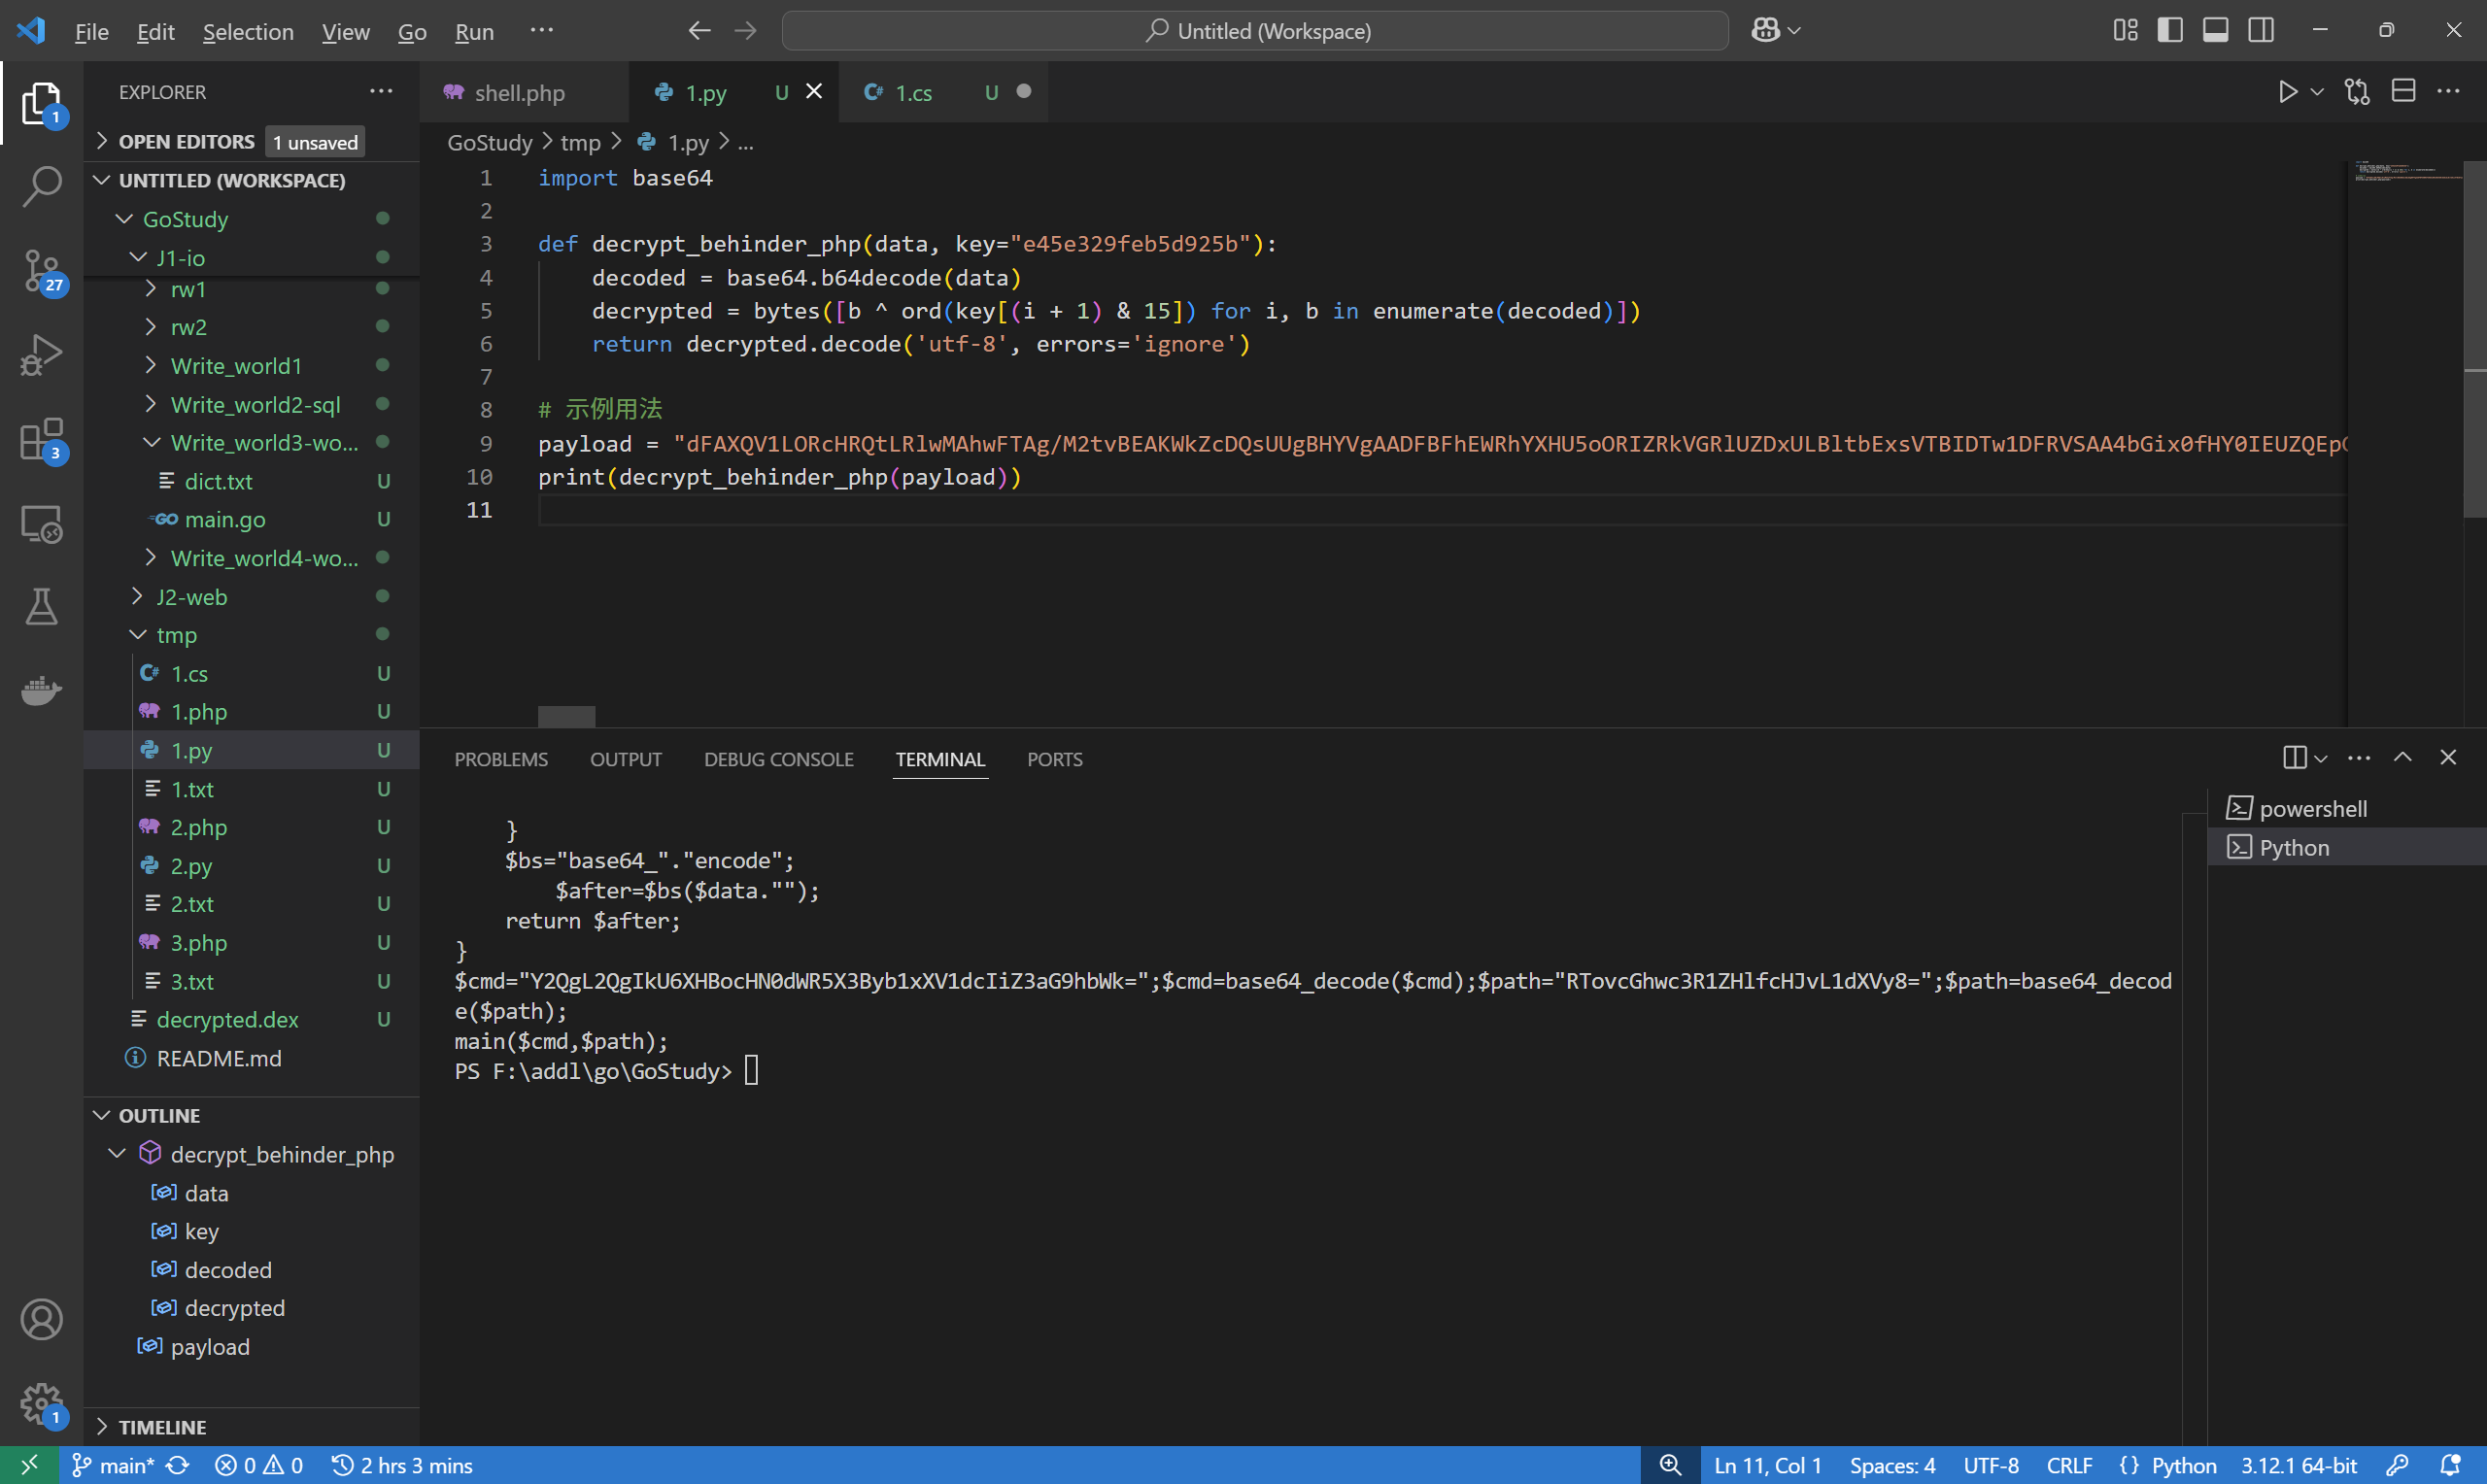 File Edit Selection View Go Run ··· Untitled (Workspace)
EXPLORER ···
OPEN EDITORS 1 unsaved
UNTITLED (WORKSPACE)
GoStudy
J1-io
rw1
rw2
Write_world1
Write_world2-sql
Write_world3-wo...
dict.txt U
main.go U
Write_world4-wo...
J2-web
tmp
1.cs U
1.php U
1.py U
1.txt U
2.php U
2.py U
2.txt U
3.php U
3.txt U
decrypted.dex U
README.md
OUTLINE
decrypt_behinder_php
data
key
decoded
decrypted
payload
TIMELINE
1
27
3
1
shell.php 1.py U 1.cs U
GoStudy > tmp > 1.py > ...
1 import base64
2
3 def decrypt_behinder_php(data, key="e45e329feb5d925b"):
4 decoded = base64.b64decode(data)
5 decrypted = bytes([b ^ ord(key[(i + 1) & 15]) for i, b in enumerate(decoded)])
6 return decrypted.decode('utf-8', errors='ignore')
7
8 # 示例用法
9 payload = "dFAXQV1LORcHRQtLRlwMAhwFTAg/M2tvBEAKWkZcDQsUUgBHYVgAADFBFhEWRhYXHU5oORIZRkVGRlUZDxULBltbExsVTBIDTw1DFRVSAA4bGix0fHY0IEUZQEp
10 print(decrypt_behinder_php(payload))
11
PROBLEMS OUTPUT DEBUG CONSOLE TERMINAL PORTS
}
$bs="base64_"."encode";
$after=$bs($data."");
return $after;
}
$cmd="Y2QgL2QgIkU6XHBocHN0dWR5X3Byb1xXV1dcIiZ3aG9hbWk=";$cmd=base64_decode($cmd);$path="RTovcGhwc3R1ZHlfcHJvL1dXVy8=";$path=base64_decod
e($path);
main($cmd,$path);
PS F:\addl\go\GoStudy>
powershell
Python
main* 0 0 2 hrs 3 mins Ln 11, Col 1 Spaces: 4 UTF-8 CRLF {} Python 3.12.1 64-bit